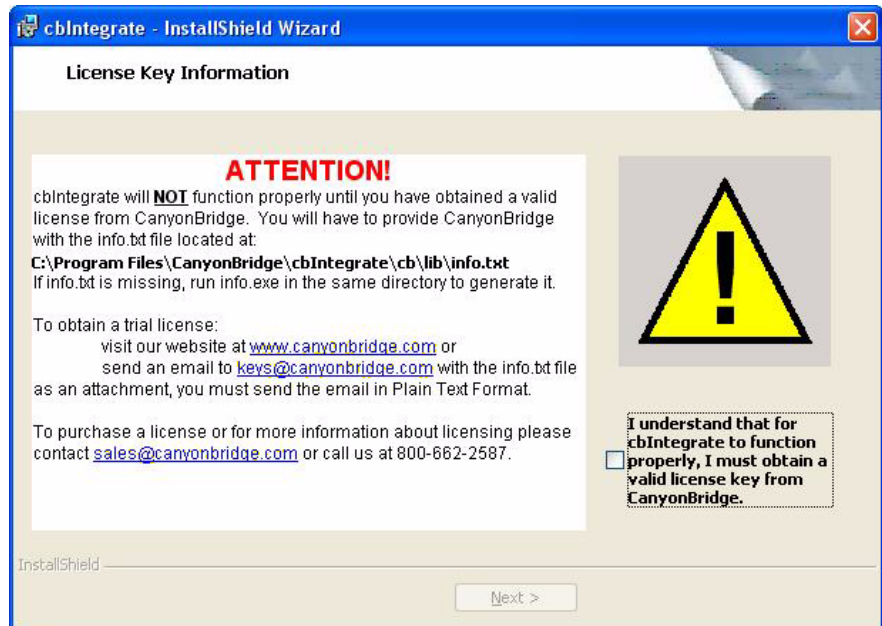 cbIntegrate - InstallShield Wizard
License Key Information
ATTENTION!
cbIntegrate will NOT function properly until you have obtained a valid
license from CanyonBridge. You will have to provide CanyonBridge
with the info.txt file located at:
C:\Program Files\CanyonBridge\cbIntegrate\cb\lib\info.txt
If info.txt is missing, run info.exe in the same directory to generate it.
To obtain a trial license:
visit our website at www.canyonbridge.com or
send an email to keys@canyonbridge.com with the info.txt file
as an attachment, you must send the email in Plain Text Format.
To purchase a license or for more information about licensing please
contact sales@canyonbridge.com or call us at 800-662-2587.
I understand that for
cbIntegrate to function
properly, I must obtain a
valid license key from
CanyonBridge.
InstallShield
Next >